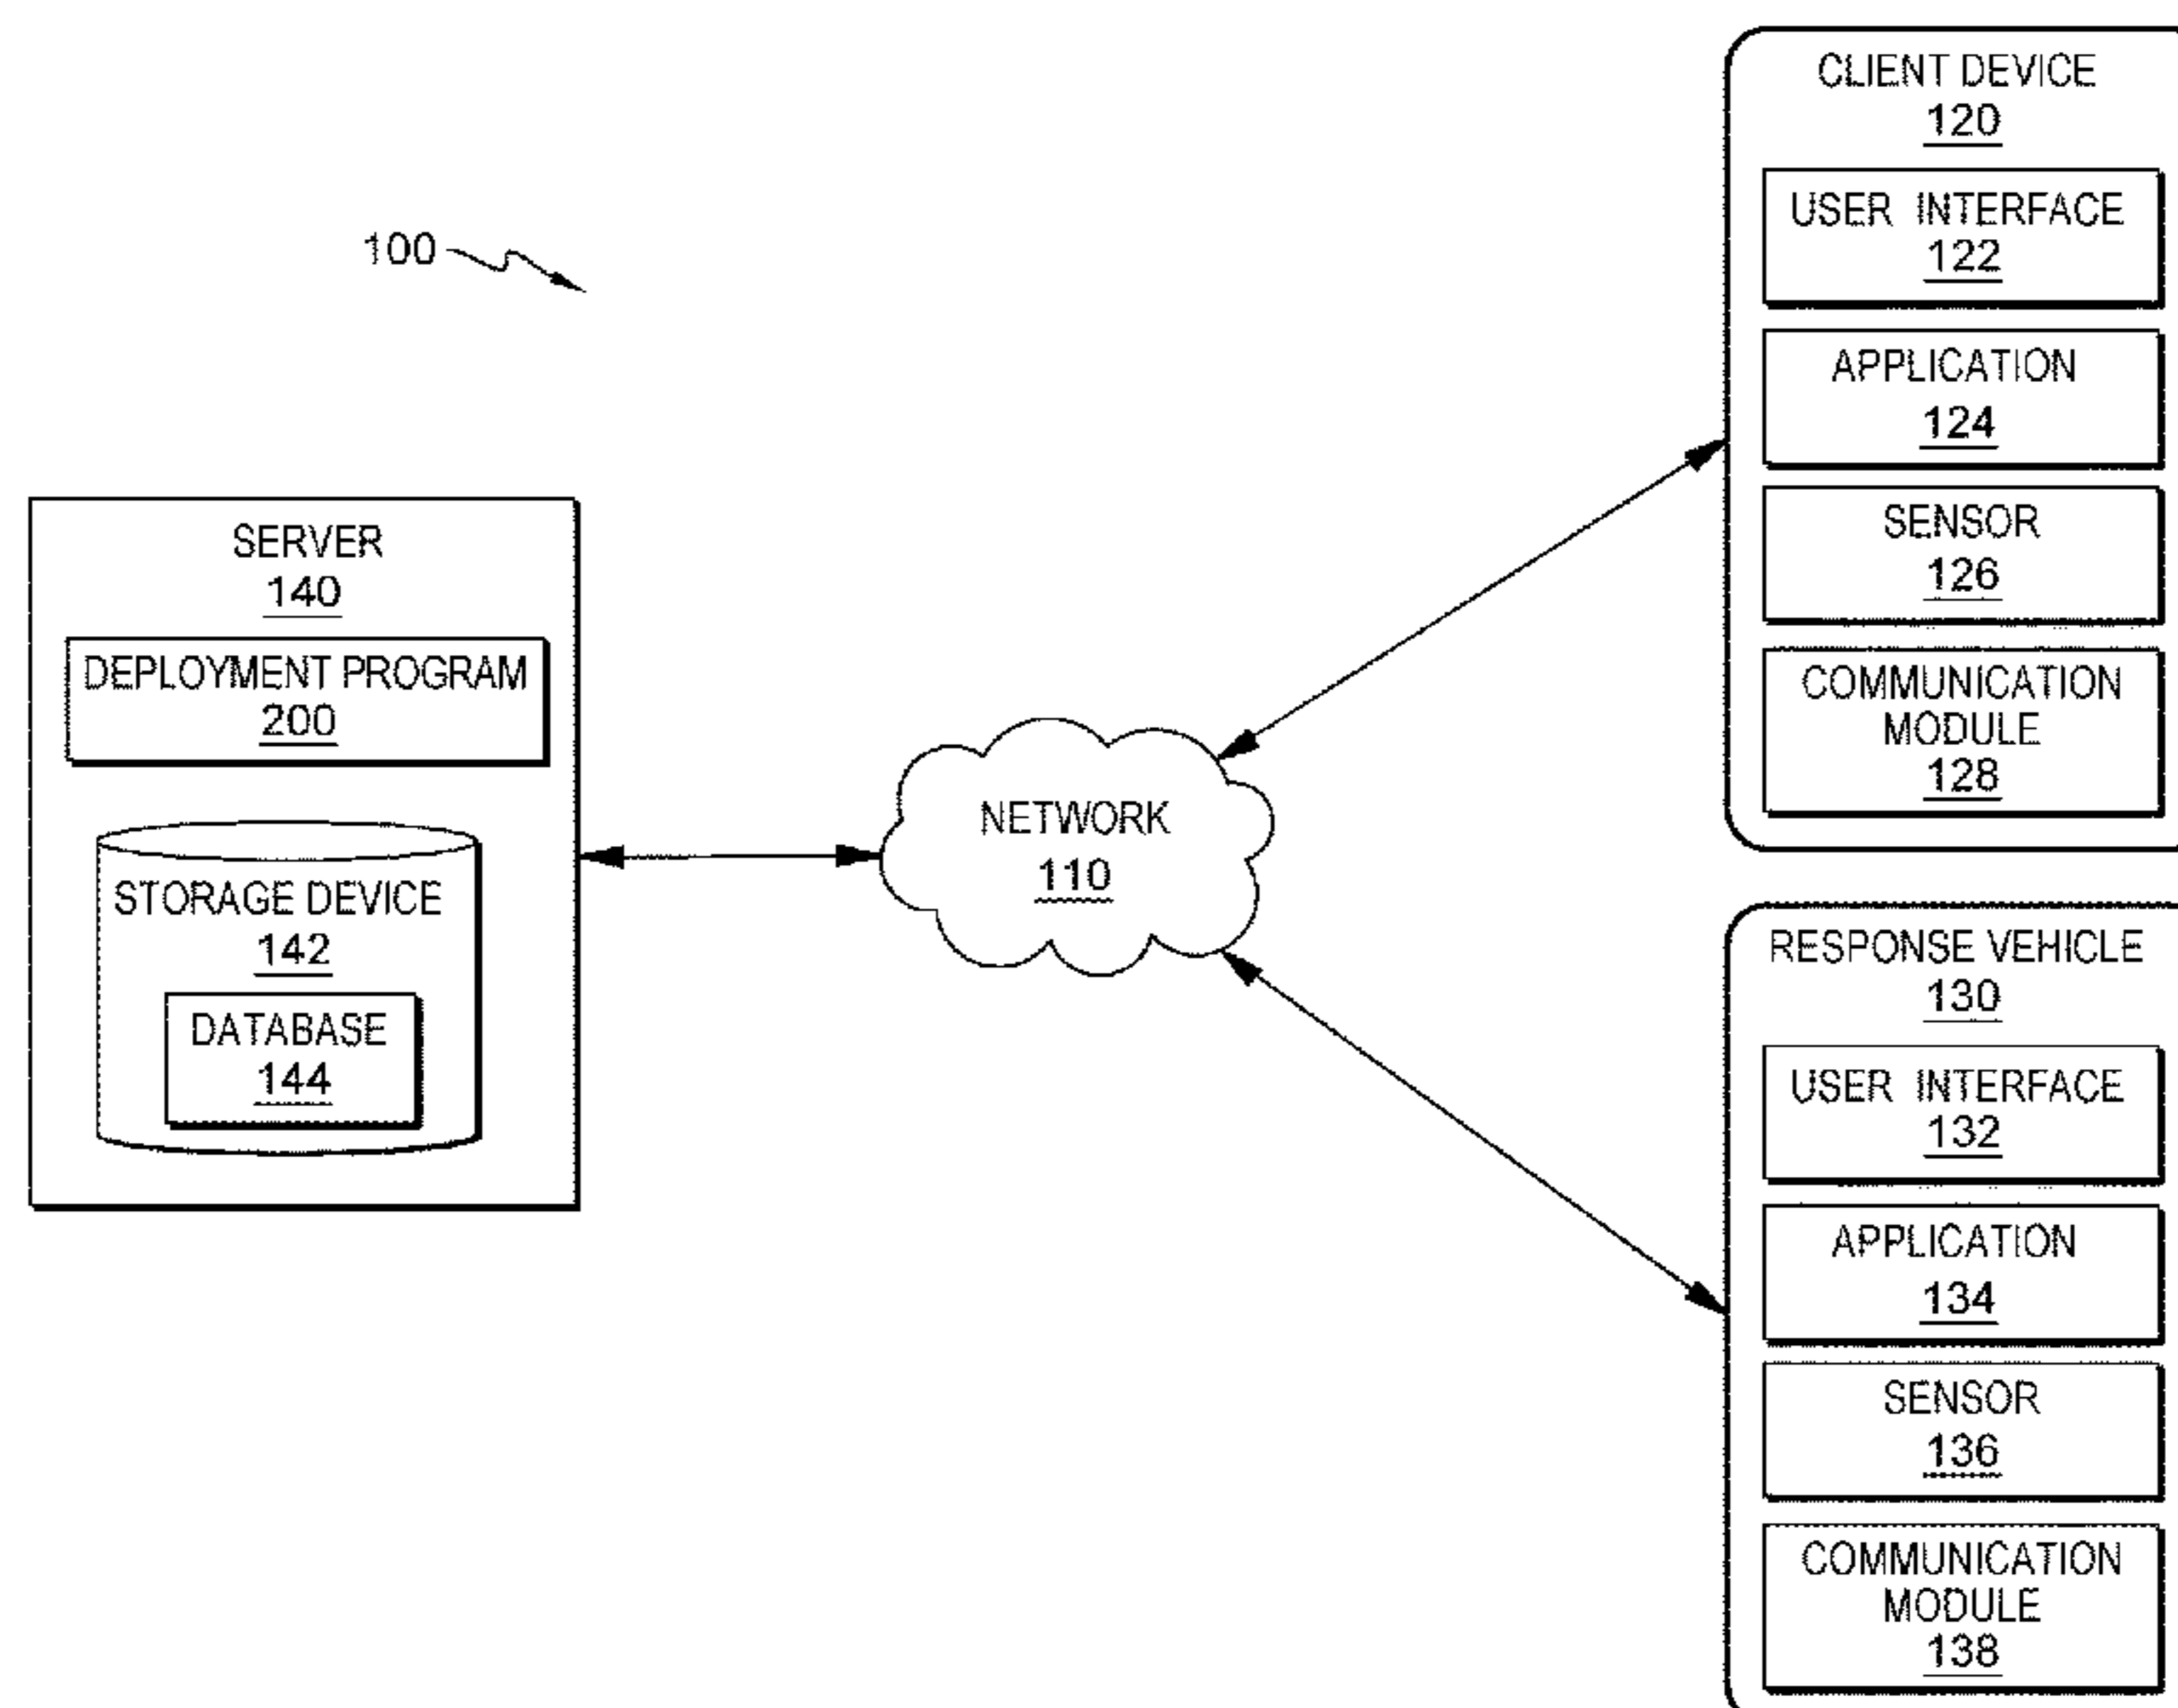 100
SERVER
140
DEPLOYMENT PROGRAM
200
STORAGE DEVICE
142
DATABASE
144
NETWORK
110
CLIENT DEVICE
120
USER INTERFACE
122
APPLICATION
124
SENSOR
126
COMMUNICATION
MODULE
128
RESPONSE VEHICLE
130
USER INTERFACE
132
APPLICATION
134
SENSOR
136
COMMUNICATION
MODULE
138